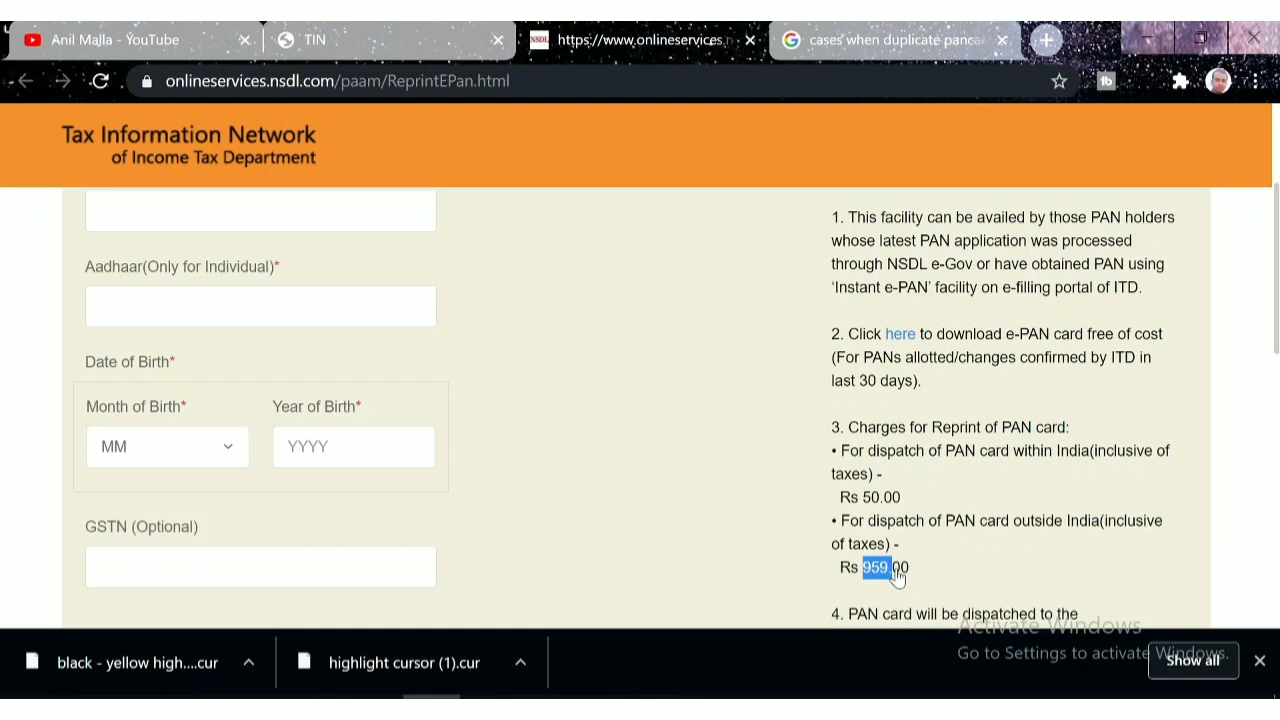 Anil Malla - YouTube
TIN
NSDL
https://www.onlineservices.n
cases when duplicate panca
onlineservices.nsdl.com/paam/ReprintEPan.html
Tax Information Network
of Income Tax Department
Aadhaar(Only for Individual)*
Date of Birth*
Month of Birth*
Year of Birth*
MM
YYYY
GSTN (Optional)
1. This facility can be availed by those PAN holders
whose latest PAN application was processed
through NSDL e-Gov or have obtained PAN using
'Instant e-PAN' facility on e-filling portal of ITD.
2. Click here to download e-PAN card free of cost
(For PANs allotted/changes confirmed by ITD in
last 30 days).
3. Charges for Reprint of PAN card:
• For dispatch of PAN card within India(inclusive of
taxes) -
Rs 50.00
• For dispatch of PAN card outside India(inclusive
of taxes) -
Rs 959.00
4. PAN card will be dispatched to the
Activate Windows
Go to Settings to activate Windows.
black - yellow high....cur
highlight cursor (1).cur
Show all